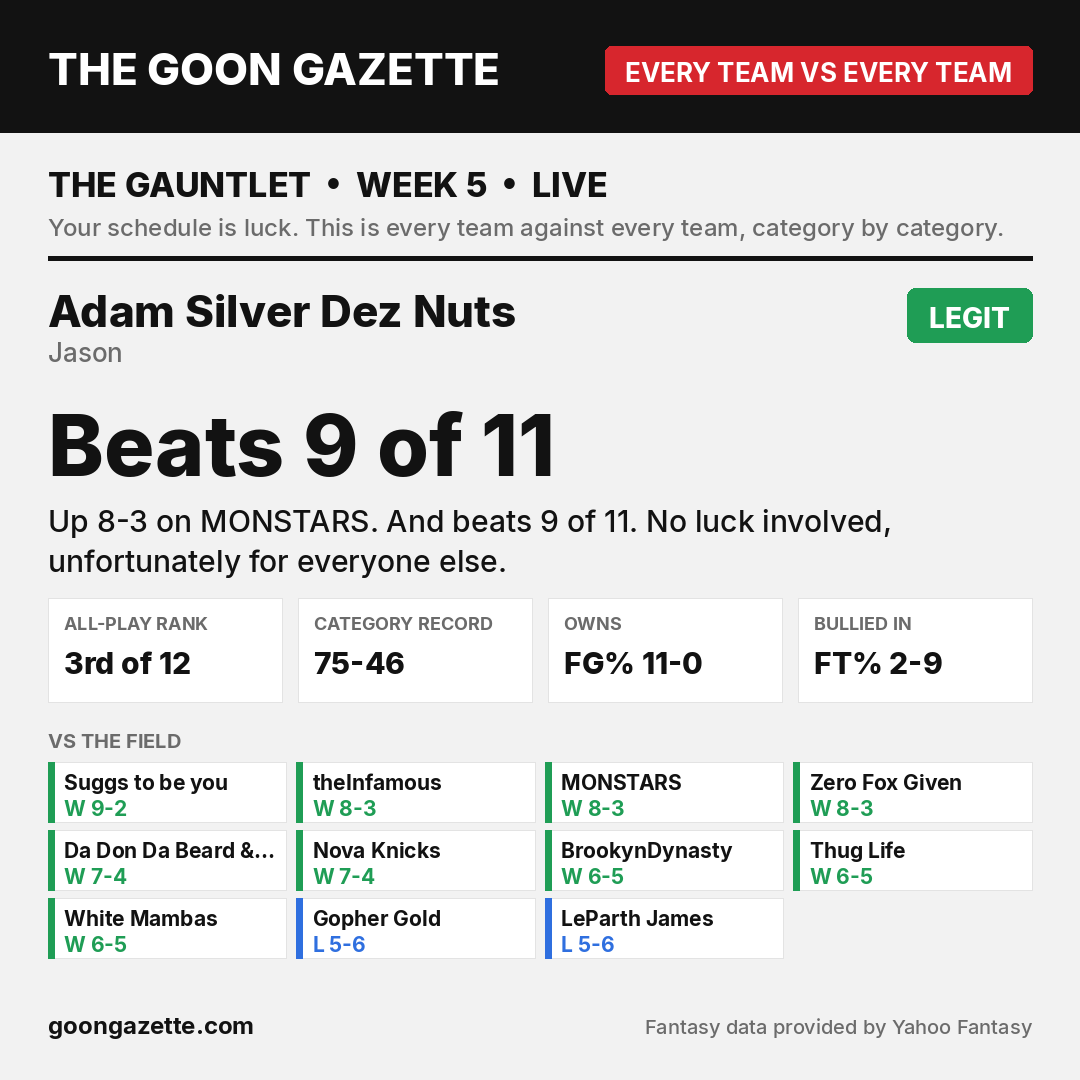 THE GOON GAZETTE
EVERY TEAM VS EVERY TEAM
THE GAUNTLET • WEEK 5 • LIVE
Your schedule is luck. This is every team against every team, category by category.
Adam Silver Dez Nuts
LEGIT
Jason
Beats 9 of 11
Up 8-3 on MONSTARS. And beats 9 of 11. No luck involved,
unfortunately for everyone else.
ALL-PLAY RANK
3rd of 12
CATEGORY RECORD
75-46
OWNS
FG% 11-0
BULLIED IN
FT% 2-9
VS THE FIELD
Suggs to be you
W 9-2
theInfamous
W 8-3
MONSTARS
W 8-3
Zero Fox Given
W 8-3
Da Don Da Beard &...
W 7-4
Nova Knicks
W 7-4
BrookynDynasty
W 6-5
Thug Life
W 6-5
White Mambas
W 6-5
Gopher Gold
L 5-6
LeParth James
L 5-6
goongazette.com
Fantasy data provided by Yahoo Fantasy